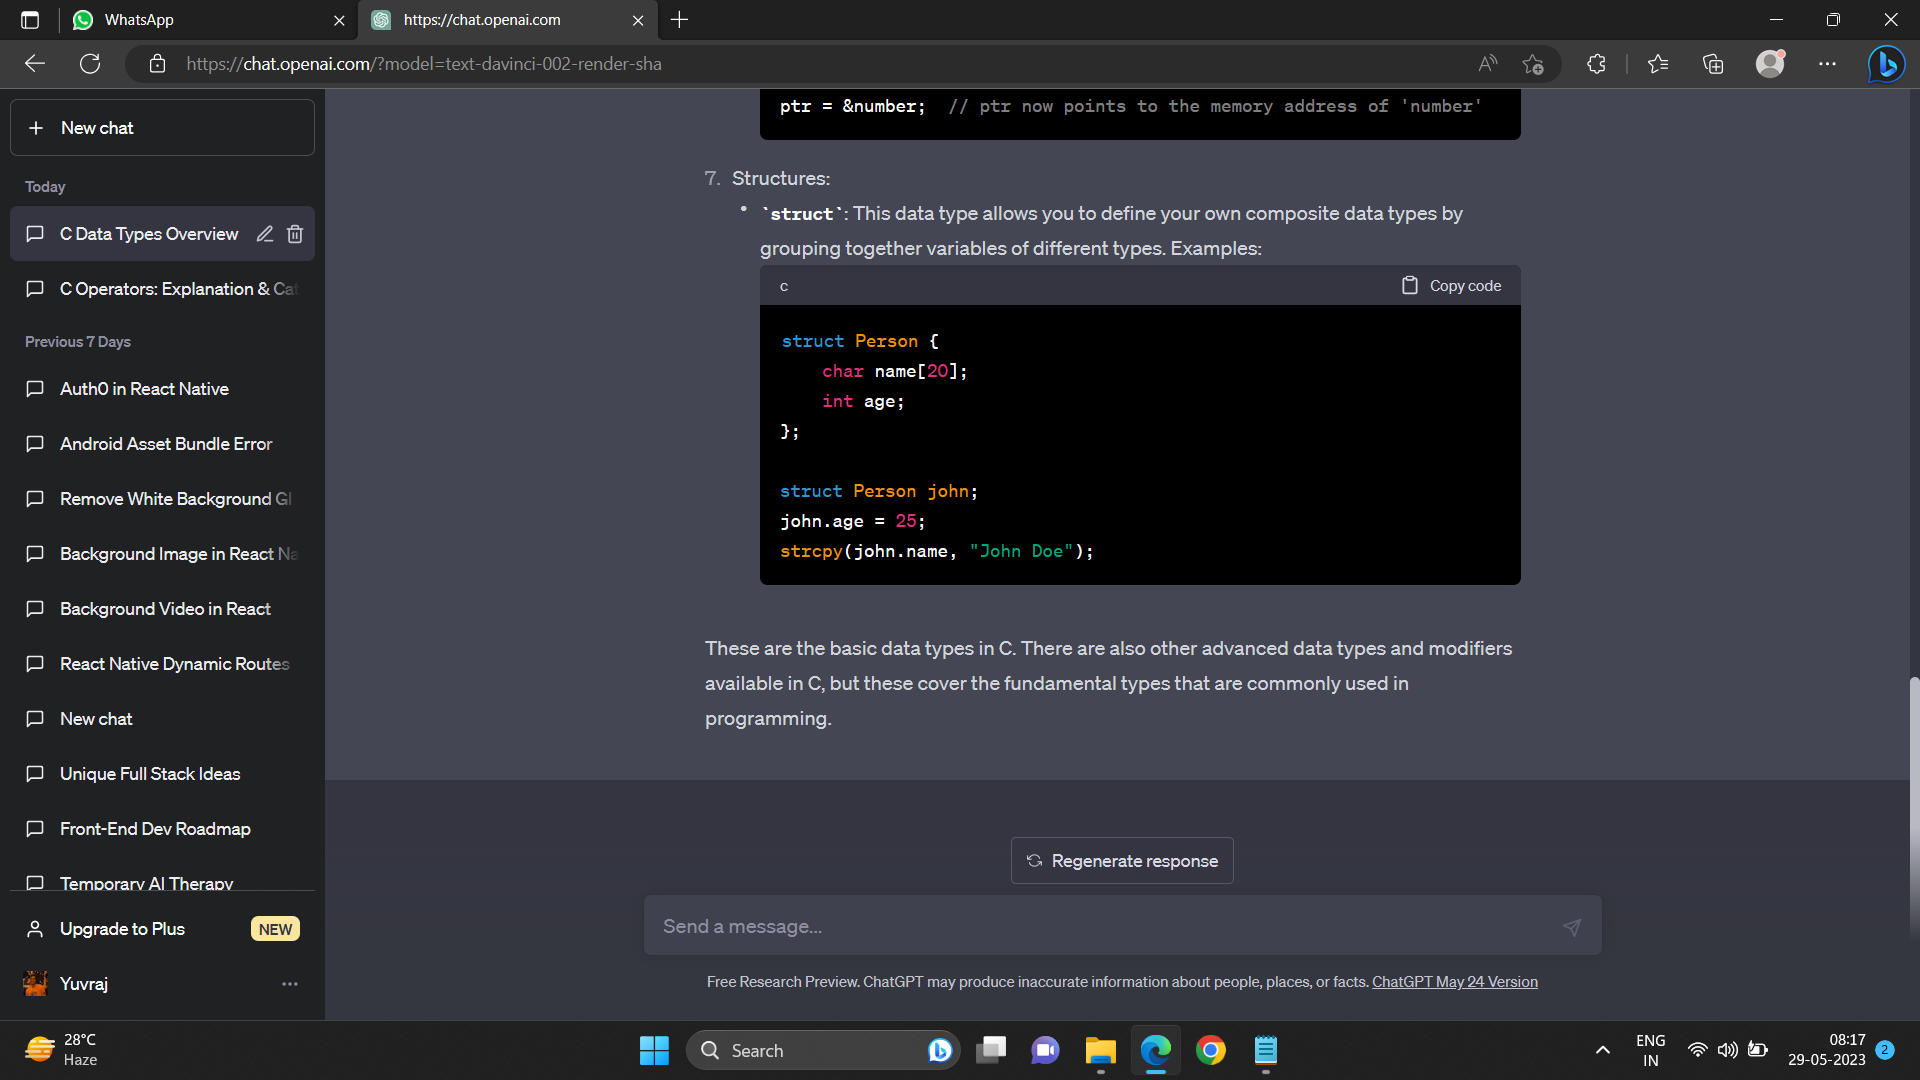 WhatsApp
https://chat.openai.com
https://chat.openai.com/?model=text-davinci-002-render-sha
New chat
Today
C Data Types Overview
C Operators: Explanation & Cat
Previous 7 Days
Auth0 in React Native
Android Asset Bundle Error
Remove White Background Gl
Background Image in React Na
Background Video in React
React Native Dynamic Routes
New chat
Unique Full Stack Ideas
Front-End Dev Roadmap
Temporary AI Therapy
Upgrade to Plus NEW
Yuvraj
ptr = &number;  // ptr now points to the memory address of 'number'
7. Structures:
• `struct`: This data type allows you to define your own composite data types by
grouping together variables of different types. Examples:
c Copy code
struct Person {
    char name[20];
    int age;
};
struct Person john;
john.age = 25;
strcpy(john.name, "John Doe");
These are the basic data types in C. There are also other advanced data types and modifiers
available in C, but these cover the fundamental types that are commonly used in
programming.
Regenerate response
Send a message...
Free Research Preview. ChatGPT may produce inaccurate information about people, places, or facts. ChatGPT May 24 Version
28°C
Haze
Search
ENG
IN
08:17
29-05-2023
2